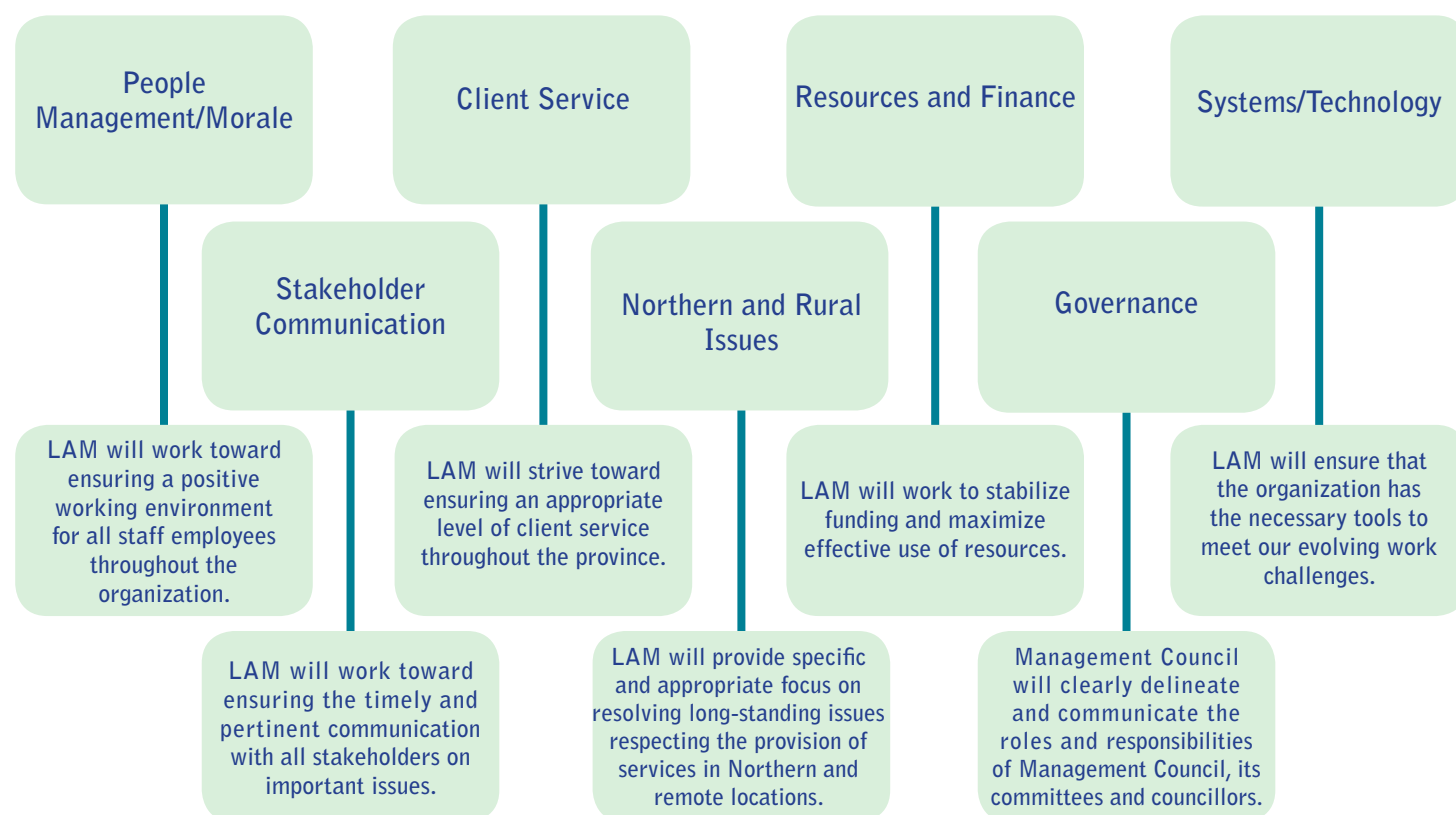 People
Management/Morale
Client Service
Resources and Finance
Systems/Technology
Stakeholder
Communication
Northern and Rural
Issues
Governance
LAM will work toward
ensuring a positive
working environment
for all staff employees
throughout the
organization.
LAM will strive toward
ensuring an appropriate
level of client service
throughout the province.
LAM will work to stabilize
funding and maximize
effective use of resources.
LAM will ensure that
the organization has
the necessary tools to
meet our evolving work
challenges.
LAM will work toward
ensuring the timely and
pertinent communication
with all stakeholders on
important issues.
LAM will provide specific
and appropriate focus on
resolving long-standing issues
respecting the provision of
services in Northern and
remote locations.
Management Council
will clearly delineate
and communicate the
roles and responsibilities
of Management Council, its
committees and councillors.